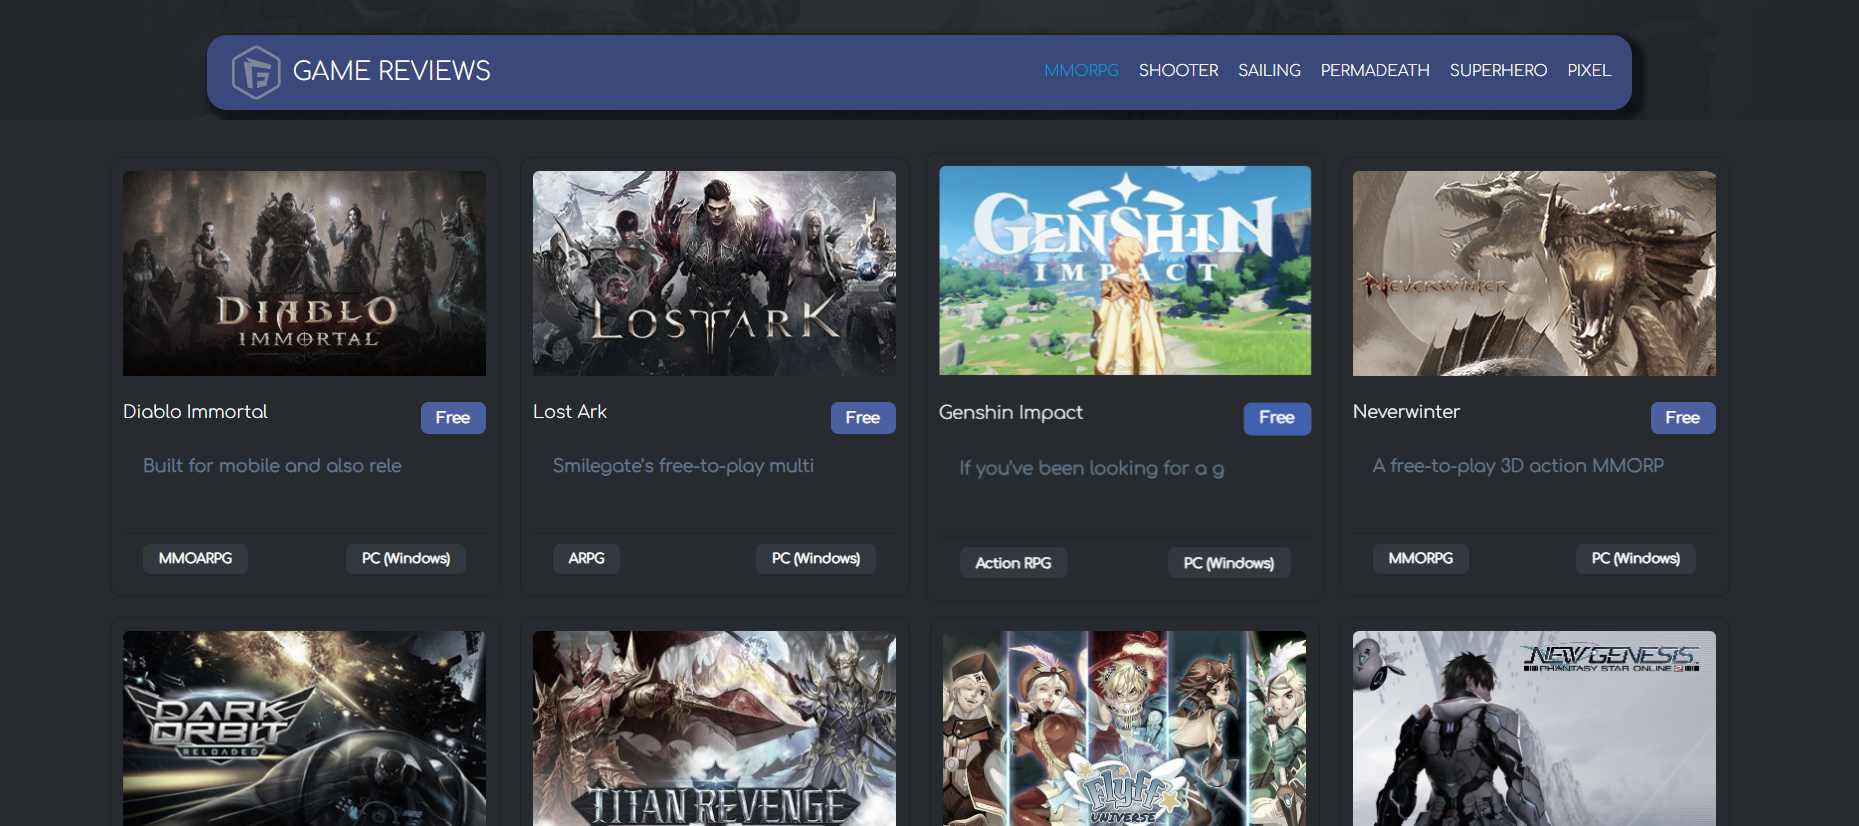 GAME REVIEWS
MMORPG SHOOTER SAILING PERMADEATH SUPERHERO PIXEL
DIABLO
IMMORTAL
LOST ARK
GENSHIN
IMPACT
NEVERWINTER
Diablo Immortal
Free
Lost Ark
Free
Genshin Impact
Free
Neverwinter
Free
Built for mobile and also rele
Smilegate's free-to-play multi
If you've been looking for a g
A free-to-play 3D action MMORP
MMOARPG
PC (Windows)
ARPG
PC (Windows)
Action RPG
PC (Windows)
MMORPG
PC (Windows)
DARK
ORBIT
RELOADED
TITAN REVENGE
Flyff
UNIVERSE
NEW GENESIS
PHANTASY STAR ONLINE 2